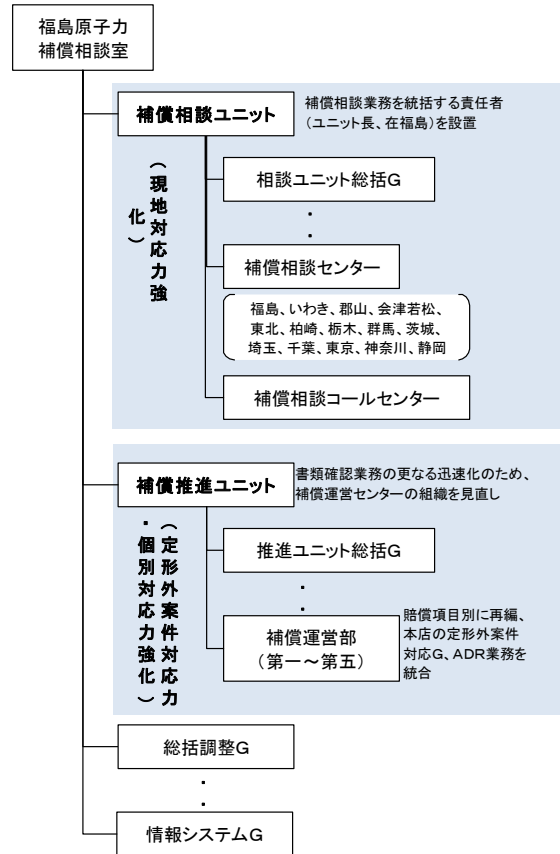 福島原子力
補償相談室
補償相談ユニット
補償相談業務を統括する責任者
(ユニット長、在福島)を設置
(現地対応力強
化)
相談ユニット総括G
・
・
補償相談センター
福島、いわき、郡山、会津若松、
東北、柏崎、栃木、群馬、茨城、
埼玉、千葉、東京、神奈川、静岡
補償相談コールセンター
補償推進ユニット
書類確認業務の更なる迅速化のため、
補償運営センターの組織を見直し
(定形外案件対応力
・個別対応力強化)
推進ユニット総括G
・
・
補償運営部
(第一~第五)
賠償項目別に再編、
本店の定形外案件
対応G、ADR業務を
統合
総括調整G
・
・
情報システムG